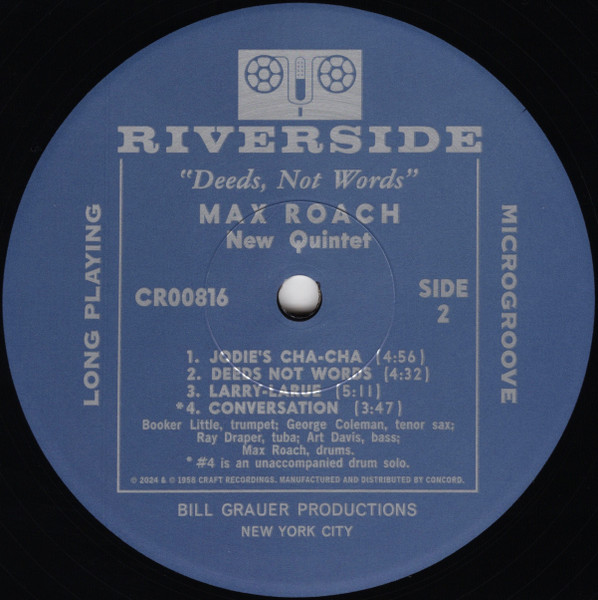 RIVERSIDE
"Deeds, Not Words"
MAX ROACH
New Quintet
LONG PLAYING
MICROGROOVE
CR00816
SIDE
2
1. JODIE'S CHA-CHA (4:56)
2. DEEDS NOT WORDS (4:32)
3. LARRY-LARUE (5:11)
*4. CONVERSATION (3:47)
Booker Little, trumpet; George Coleman, tenor sax;
Ray Draper, tuba; Art Davis, bass;
Max Roach, drums.
* #4 is an unaccompanied drum solo.
℗ 2024 & © 1958 CRAFT RECORDINGS. MANUFACTURED AND DISTRIBUTED BY CONCORD.
BILL GRAUER PRODUCTIONS
NEW YORK CITY